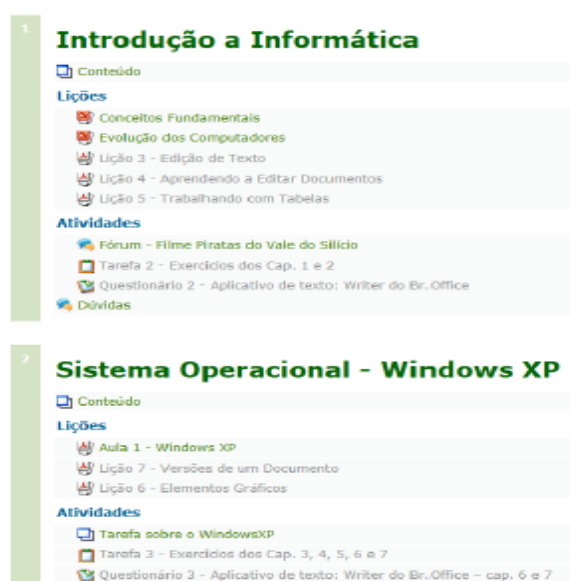 1
Introdução a Informática
Conteúdo
Lições
Conceitos Fundamentais
Evolução dos Computadores
Lição 3 - Edição de Texto
Lição 4 - Aprendendo a Editar Documentos
Lição 5 - Trabalhando com Tabelas
Atividades
Fórum - Filme Piratas do Vale do Silício
Tarefa 2 - Exercícios dos Cap. 1 e 2
Questionário 2 - Aplicativo de texto: Writer do Br.Office
Dúvidas
2
Sistema Operacional - Windows XP
Conteúdo
Lições
Aula 1 - Windows XP
Lição 7 - Versões de um Documento
Lição 6 - Elementos Gráficos
Atividades
Tarefa sobre o WindowsXP
Tarefa 3 - Exercícios dos Cap. 3, 4, 5, 6 e 7
Questionário 3 - Aplicativo de texto: Writer do Br.Office – cap. 6 e 7